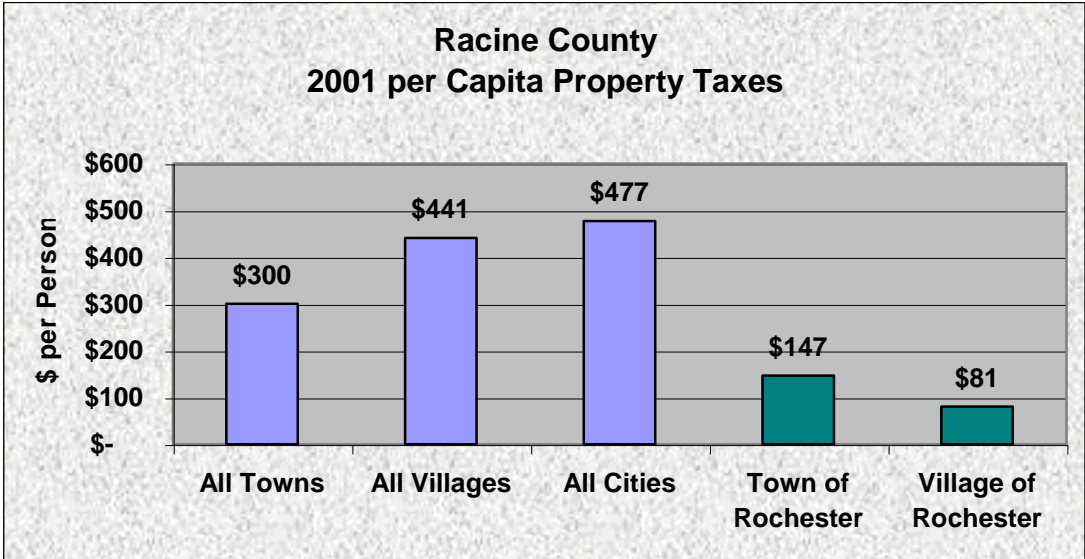 Racine County
2001 per Capita Property Taxes
$ per Person
$600
$500
$400
$300
$200
$100
$-
$300
$441
$477
$147
$81
All Towns
All Villages
All Cities
Town of
Rochester
Village of
Rochester